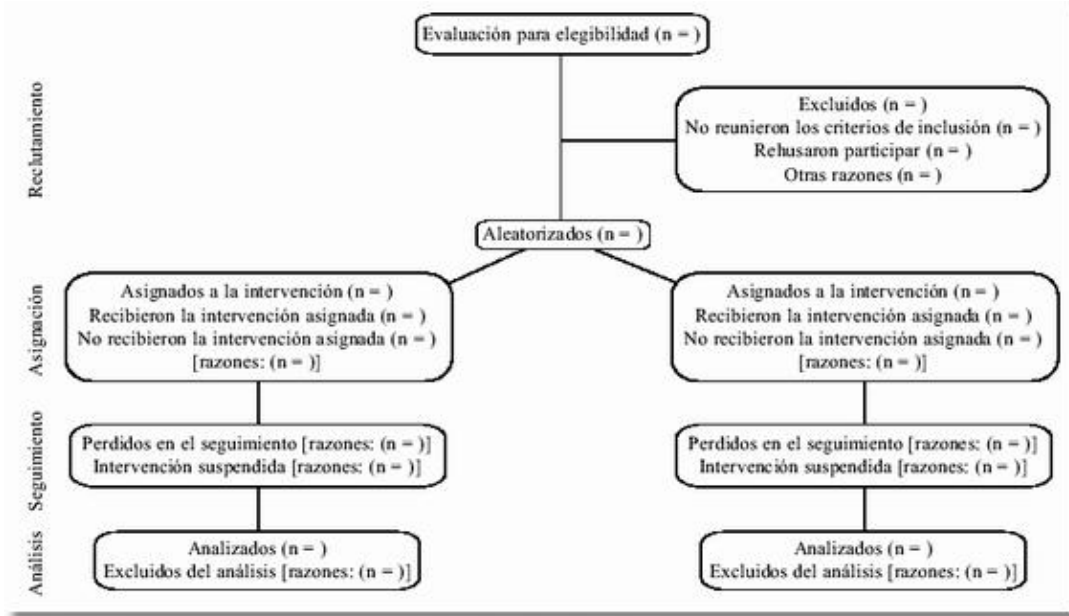 Evaluación para elegibilidad (n = )
Reclutamiento
Excluidos (n = )
No reunieron los criterios de inclusión (n = )
Rehusaron participar (n = )
Otras razones (n = )
Aleatorizados (n = )
Asignación
Asignados a la intervención (n = )
Recibieron la intervención asignada (n = )
No recibieron la intervención asignada (n = )
[razones: (n = )]
Asignados a la intervención (n = )
Recibieron la intervención asignada (n = )
No recibieron la intervención asignada (n = )
[razones: (n = )]
Seguimiento
Perdidos en el seguimiento [razones: (n = )]
Intervención suspendida [razones: (n = )]
Perdidos en el seguimiento [razones: (n = )]
Intervención suspendida [razones: (n = )]
Análisis
Analizados (n = )
Excluidos del análisis [razones: (n = )]
Analizados (n = )
Excluidos del análisis [razones: (n = )]